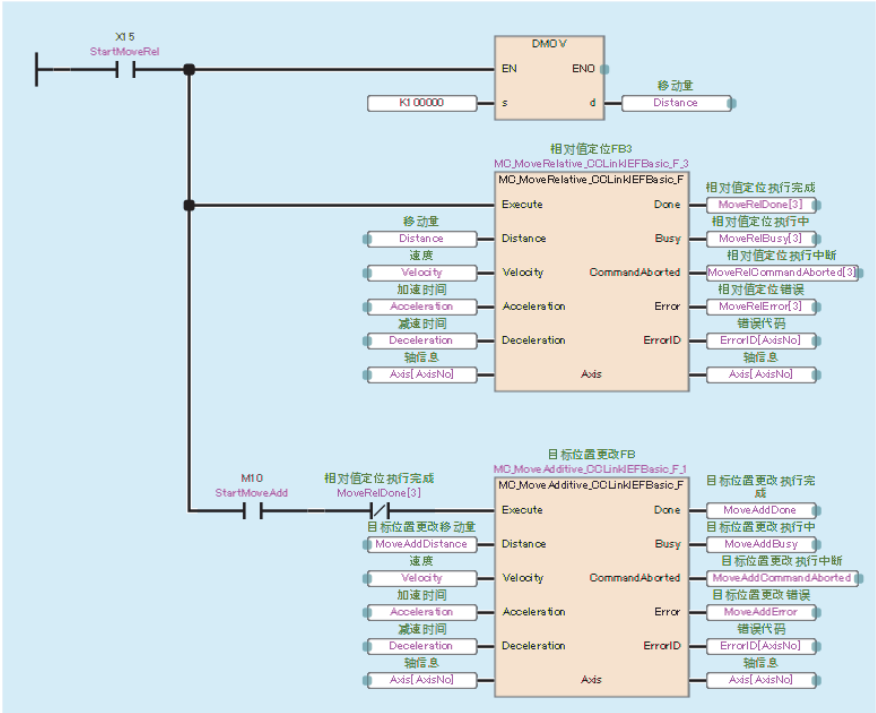 X15
StartMoveRel
DMOV
EN ENO
移动量
K100000 s d Distance
相对值定位FB3
MC_MoveRelative_CCLinkIEFBasic_F_3
MC_MoveRelative_CCLinkIEFBasic_F
相对值定位执行完成
Execute Done MoveRelDone[3]
移动量 相对值定位执行中
Distance Distance Busy MoveRelBusy[3]
速度 相对值定位执行中断
Velocity Velocity CommandAborted MoveRelCommandAborted[3]
加速时间 相对值定位错误
Acceleration Acceleration Error MoveRelError[3]
减速时间 错误代码
Deceleration Deceleration ErrorID ErrorID[AxisNo]
轴信息 轴信息
Axis[AxisNo] Axis Axis[AxisNo]
目标位置更改FB
MC_MoveAdditive_CCLinkIEFBasic_F_1
MC_MoveAdditive_CCLinkIEFBasic_F
M10 相对值定位执行完成 目标位置更改执行完
StartMoveAdd MoveRelDone[3] 成
Execute Done MoveAddDone
目标位置更改移动量 目标位置更改执行中
MoveAddDistance Distance Busy MoveAddBusy
速度 目标位置更改执行中断
Velocity Velocity CommandAborted MoveAddCommandAborted
加速时间 目标位置更改错误
Acceleration Acceleration Error MoveAddError
减速时间 错误代码
Deceleration Deceleration ErrorID ErrorID[AxisNo]
轴信息 轴信息
Axis[AxisNo] Axis Axis[AxisNo]